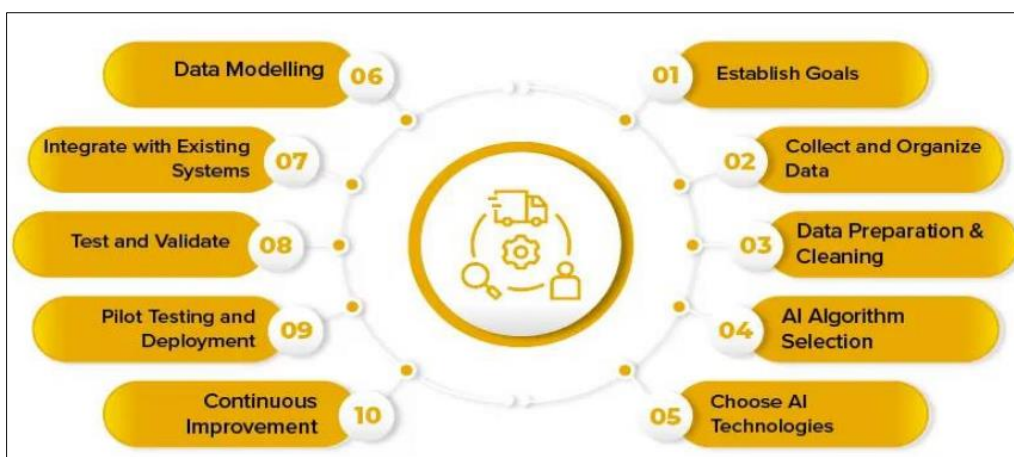 01
Establish Goals
02
Collect and Organize
Data
03
Data Preparation &
Cleaning
04
AI Algorithm
Selection
05
Choose AI
Technologies
06
Data Modelling
07
Integrate with Existing
Systems
08
Test and Validate
09
Pilot Testing and
Deployment
10
Continuous
Improvement